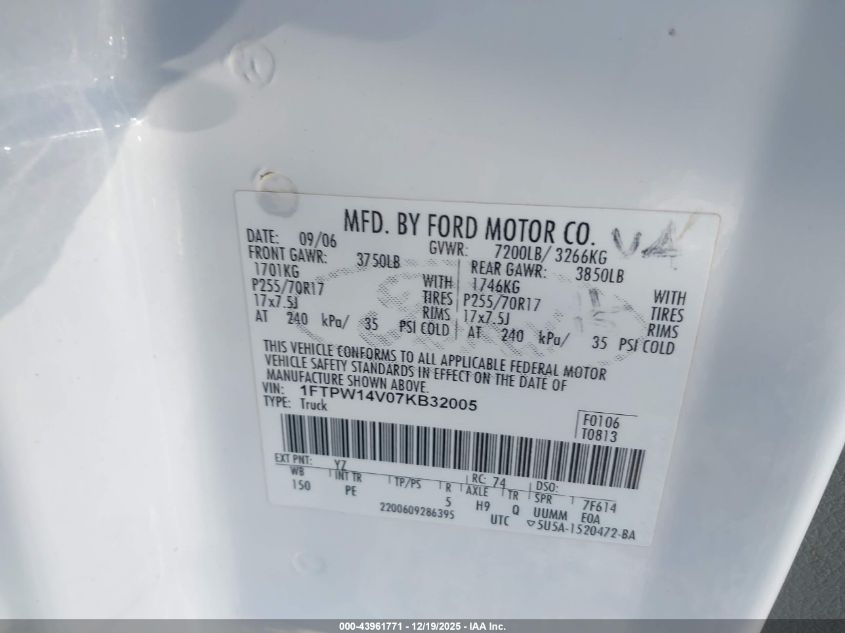 MFD. BY FORD MOTOR CO.
DATE: 09/06 GVWR: 7200LB/ 3266KG
FRONT GAWR: 3750LB REAR GAWR: 3850LB
1701KG WITH 1746KG WITH
P255/70R17 TIRES P255/70R17 TIRES
17x7.5J RIMS 17x7.5J RIMS
AT 240 kPa/ 35 PSI COLD AT 240 kPa/ 35 PSI COLD
THIS VEHICLE CONFORMS TO ALL APPLICABLE FEDERAL MOTOR
VEHICLE SAFETY STANDARDS IN EFFECT ON THE DATE OF
MANUFACTURE SHOWN ABOVE.
VIN: 1FTPW14V07KB32005
TYPE: Truck
F0106
T0813
EXT PNT: YZ RC: 74 DSO:
WB INT TR TP/PS R AXLE TR SPR 7F614
150 PE 5 H9 Q UUMM EOA
2200609286395 UTC ▽5U5A-1520472-BA
000-43961771 - 12/19/2025 - IAA Inc.